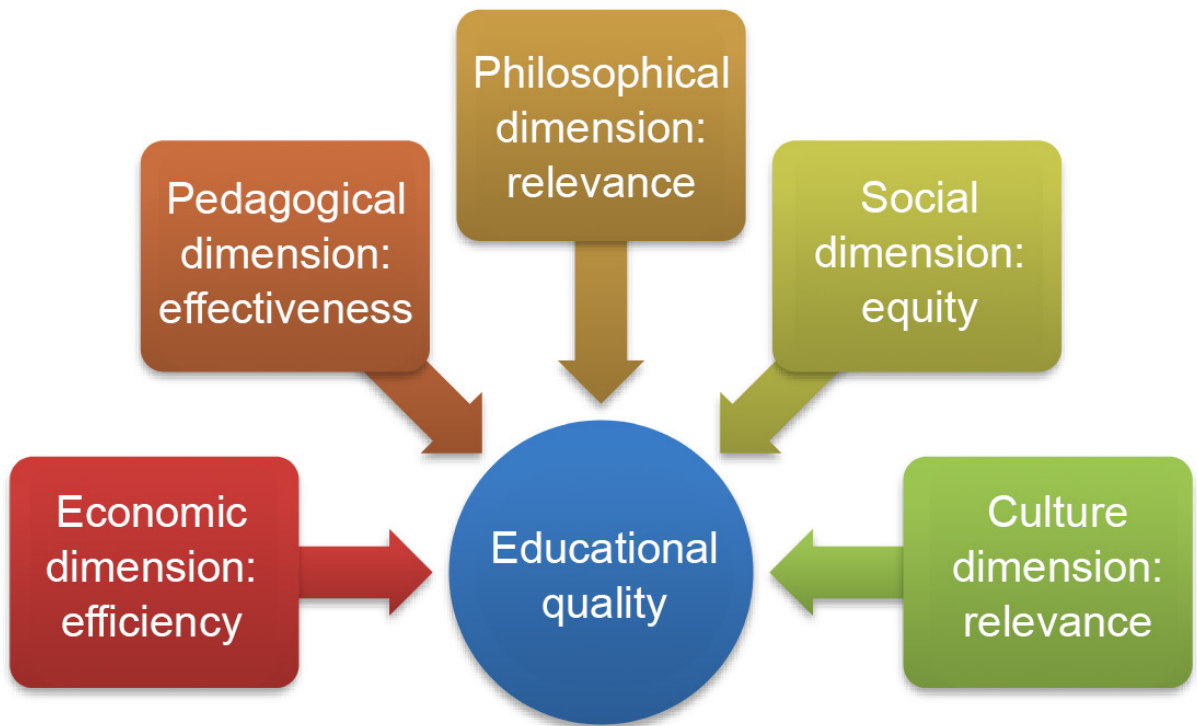 Philosophical
dimension:
relevance
Pedagogical
dimension:
effectiveness
Social
dimension:
equity
Economic
dimension:
efficiency
Educational
quality
Culture
dimension:
relevance